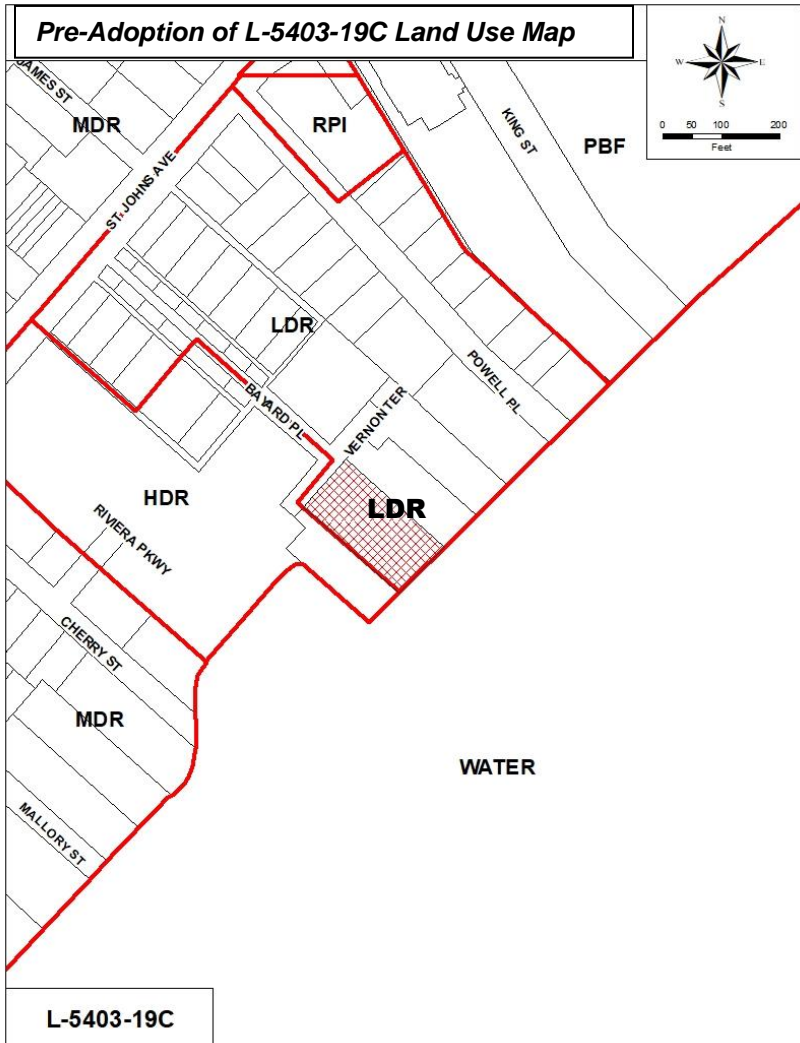 Pre-Adoption of L-5403-19C Land Use Map
N
W
E
S
0 50 100 200
Feet
JAMES ST
MDR
RPI
KING ST
PBF
ST. JOHNS AVE
LDR
POWELL PL
BAYARD PL
VERNON TER
HDR
LDR
RIVIERA PKWY
CHERRY ST
MDR
WATER
MALLORY ST
L-5403-19C